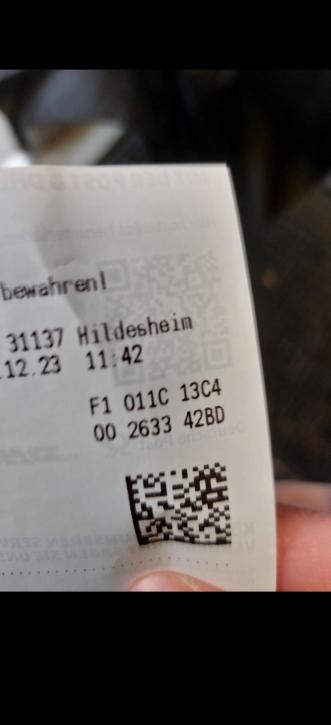 bewahren!
31137 Hildesheim
.12.23 11:42
F1 011C 13C4
00 2633 42BD